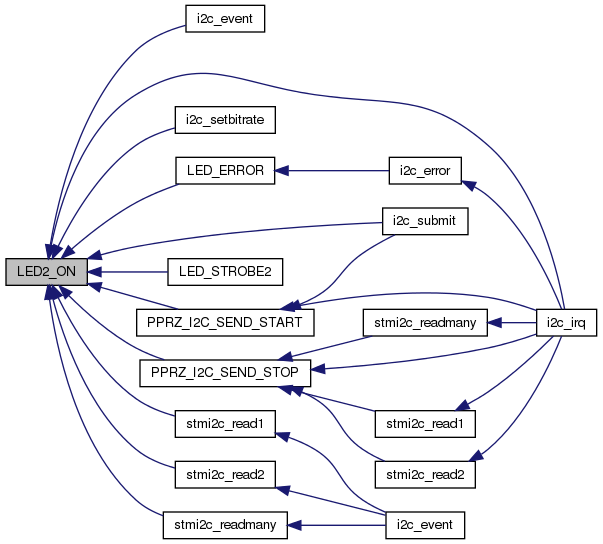 i2c_event
i2c_setbitrate
LED_ERROR
i2c_error
i2c_submit
LED2_ON
LED_STROBE2
PPRZ_I2C_SEND_START
stmi2c_readmany
i2c_irq
PPRZ_I2C_SEND_STOP
stmi2c_read1
stmi2c_read1
stmi2c_read2
stmi2c_read2
stmi2c_readmany
i2c_event